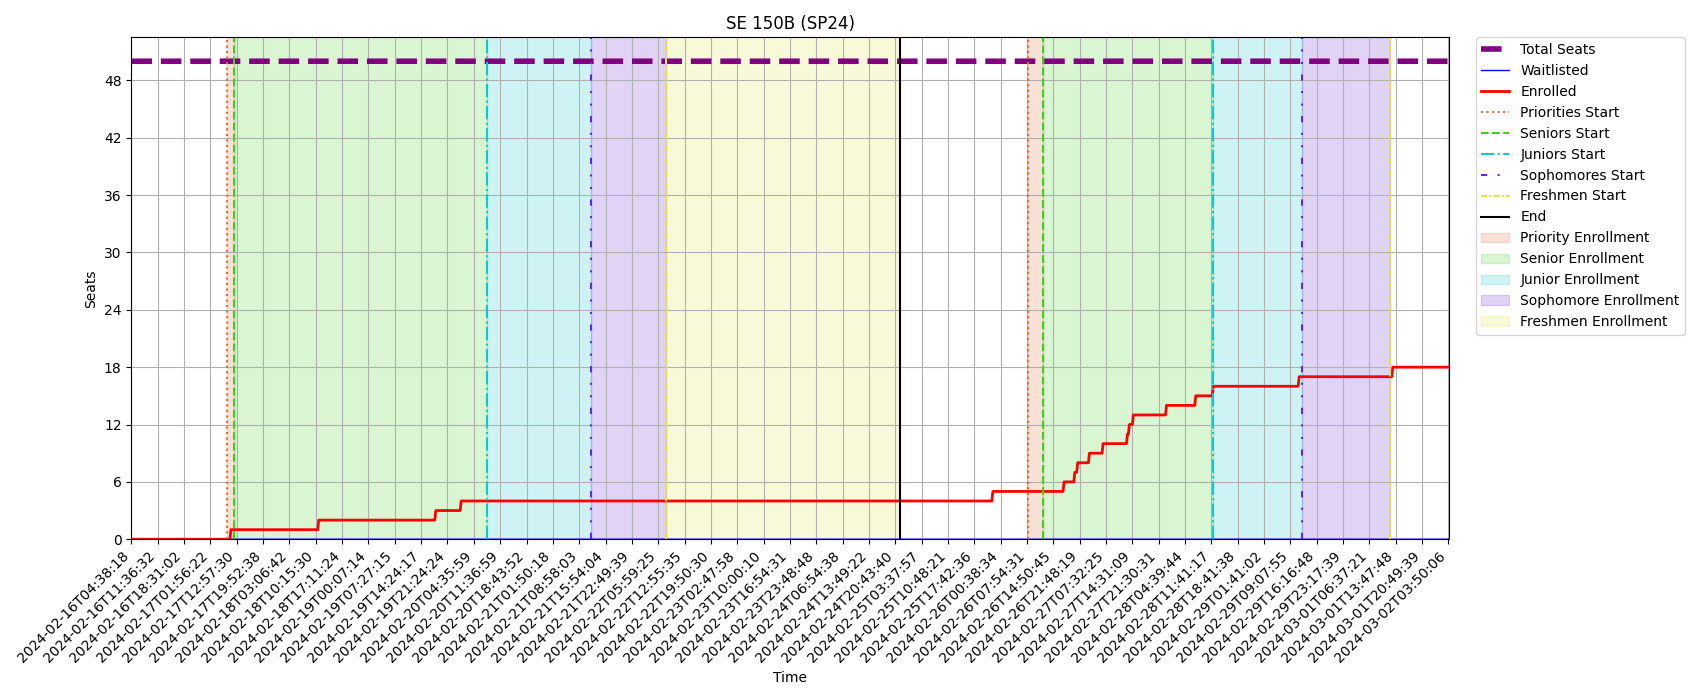 SE 150B (SP24)
Seats
48
42
36
30
24
18
12
6
0
2024-02-16T04:38:18
2024-02-16T11:36:32
2024-02-16T18:31:02
2024-02-17T01:56:22
2024-02-17T12:57:30
2024-02-17T19:52:38
2024-02-18T03:06:42
2024-02-18T10:15:30
2024-02-18T17:11:24
2024-02-19T00:07:14
2024-02-19T07:27:15
2024-02-19T14:24:17
2024-02-19T21:24:24
2024-02-20T04:35:59
2024-02-20T11:36:59
2024-02-20T18:43:52
2024-02-21T01:50:18
2024-02-21T08:58:03
2024-02-21T15:54:04
2024-02-21T22:49:39
2024-02-22T05:59:25
2024-02-22T12:55:35
2024-02-22T19:50:30
2024-02-23T02:47:58
2024-02-23T10:00:10
2024-02-23T16:54:31
2024-02-23T23:48:48
2024-02-24T06:54:38
2024-02-24T13:49:22
2024-02-24T20:43:40
2024-02-25T03:37:57
2024-02-25T10:48:21
2024-02-25T17:42:36
2024-02-26T00:38:34
2024-02-26T07:54:31
2024-02-26T14:50:45
2024-02-26T21:48:19
2024-02-27T07:32:25
2024-02-27T14:31:09
2024-02-27T21:30:31
2024-02-28T04:39:44
2024-02-28T11:41:17
2024-02-28T18:41:38
2024-02-29T01:41:02
2024-02-29T09:07:55
2024-02-29T16:16:48
2024-02-29T23:17:39
2024-03-01T06:37:21
2024-03-01T13:47:48
2024-03-01T20:49:39
2024-03-02T03:50:06
Time
Total Seats
Waitlisted
Enrolled
Priorities Start
Seniors Start
Juniors Start
Sophomores Start
Freshmen Start
End
Priority Enrollment
Senior Enrollment
Junior Enrollment
Sophomore Enrollment
Freshmen Enrollment